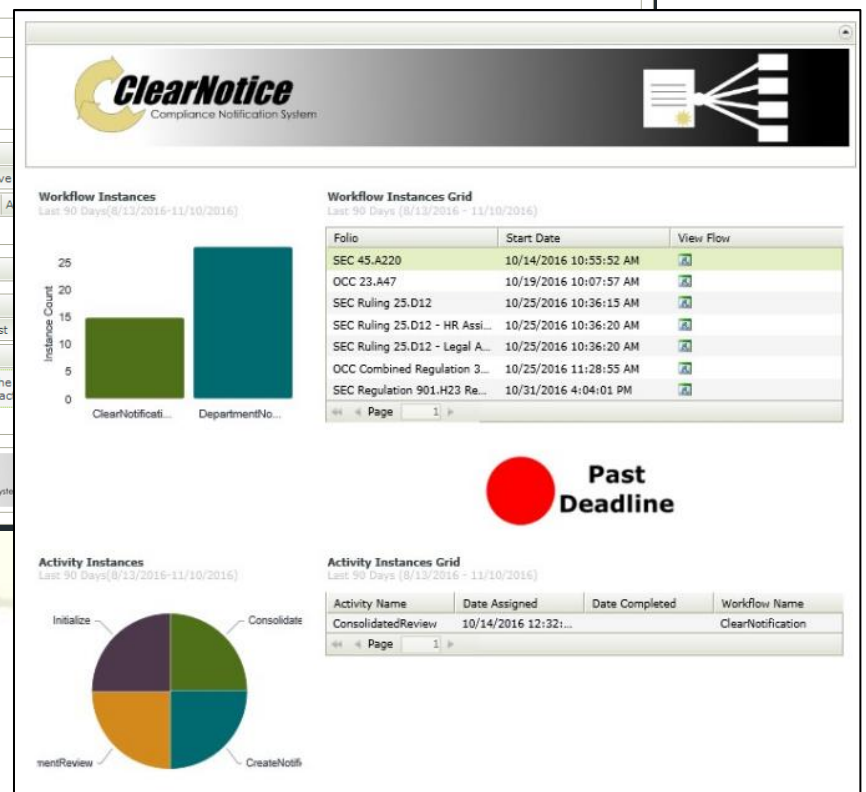 ClearNotice
Compliance Notification System
Workflow Instances
Last 90 Days(8/13/2016-11/10/2016)
25
20
15
10
5
0
Instance Count
ClearNotificati...
DepartmentNo...
Workflow Instances Grid
Last 90 Days (8/13/2016 - 11/10/2016)
Folio Start Date View Flow
SEC 45.A220 10/14/2016 10:55:52 AM
OCC 23.A47 10/19/2016 10:07:57 AM
SEC Ruling 25.D12 10/25/2016 10:36:15 AM
SEC Ruling 25.D12 - HR Assi... 10/25/2016 10:36:20 AM
SEC Ruling 25.D12 - Legal A... 10/25/2016 10:36:20 AM
OCC Combined Regulation 3... 10/25/2016 11:28:55 AM
SEC Regulation 901.H23 Re... 10/31/2016 4:04:01 PM
Page 1
Past
Deadline
Activity Instances
Last 90 Days(8/13/2016-11/10/2016)
Initialize
Consolidate
mentReview
CreateNotifi
Activity Instances Grid
Last 90 Days (8/13/2016 - 11/10/2016)
Activity Name Date Assigned Date Completed Workflow Name
ConsolidatedReview 10/14/2016 12:32:... ClearNotification
Page 1